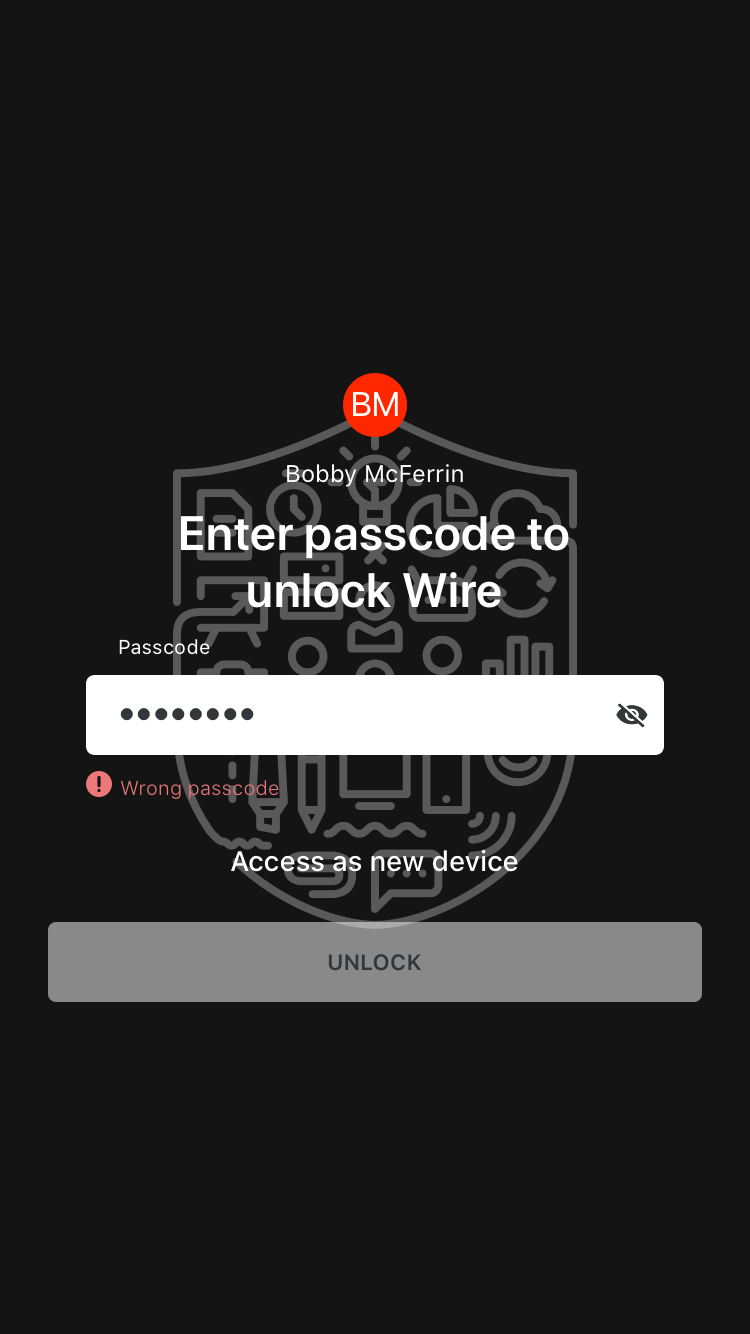 BM
Bobby McFerrin
Enter passcode to
unlock Wire
Passcode
••••••••
Wrong passcode
Access as new device
UNLOCK